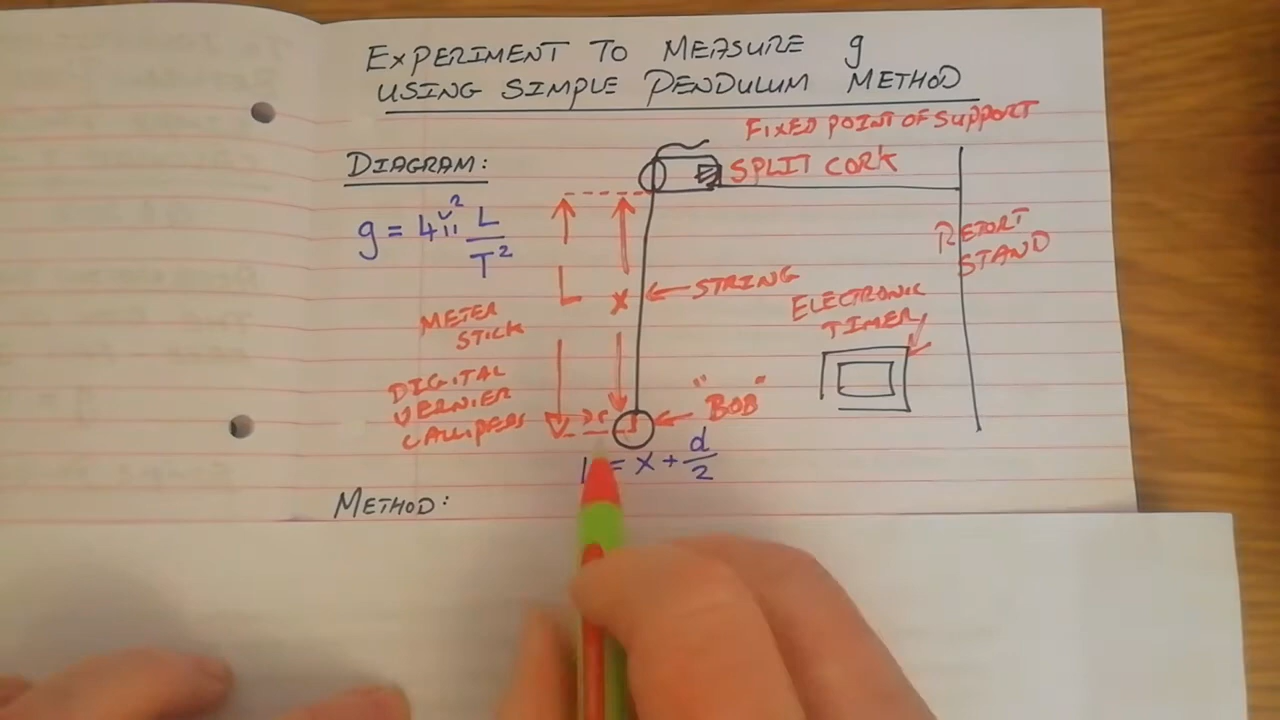 EXPERIMENT TO MEASURE g
USING SIMPLE PENDULUM METHOD
FIXED POINT OF SUPPORT
DIAGRAM:
SPLIT CORK
g = 4π² L
T²
RETORT
STAND
L
x
STRING
METER
STICK
ELECTRONIC
TIMER
DIGITAL
VERNIER
CALLIPERS
"BOB"
= x + d
2
METHOD: